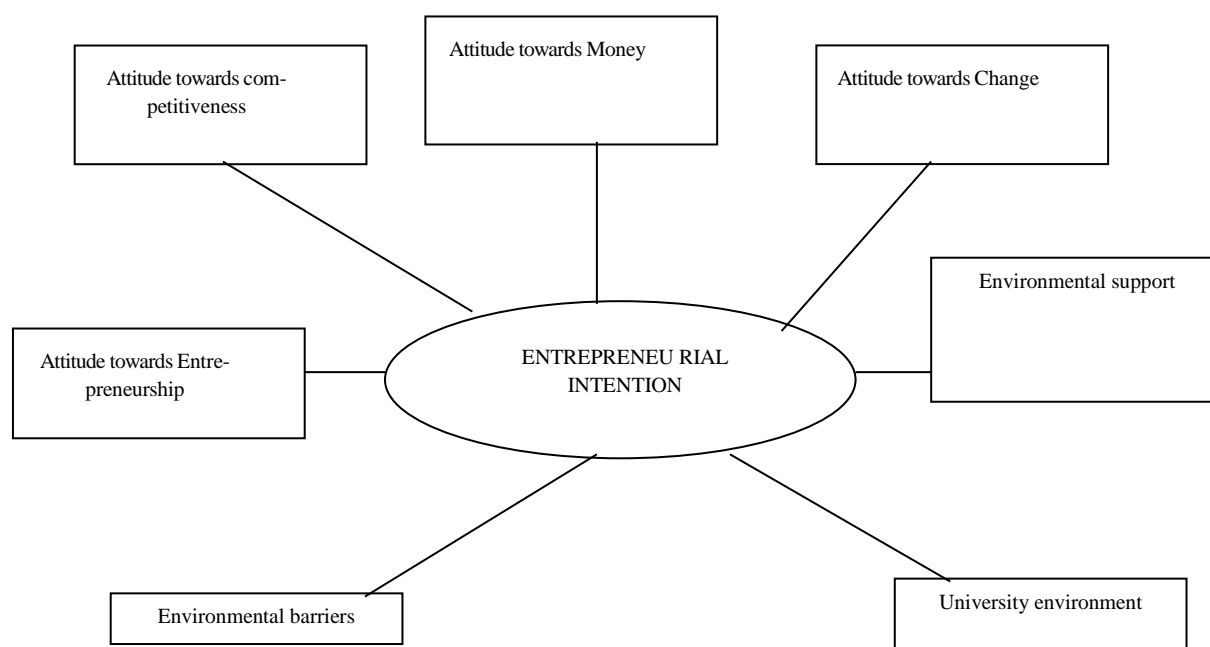 Attitude towards Money
Attitude towards com-
petitiveness
Attitude towards Change
Environmental support
ENTREPRENEU RIAL
INTENTION
Attitude towards Entre-
preneurship
Environmental barriers
University environment